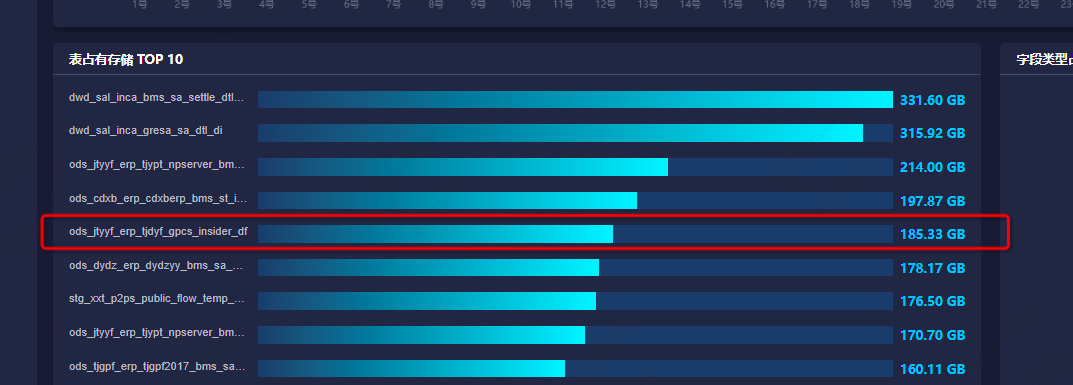 1号 2号 3号 4号 5号 6号 7号 8号 9号 10号 11号 12号 13号 14号 15号 16号 17号 18号 19号 20号 21号 22号 23
表占有存储 TOP 10
字段类型
dwd_sal_inca_bms_sa_settle_dtl... 331.60 GB
dwd_sal_inca_gresa_sa_dtl_di 315.92 GB
ods_jtyyf_erp_tjypt_npserver_bm... 214.00 GB
ods_cdxb_erp_cdxberp_bms_st_i... 197.87 GB
ods_jtyyf_erp_tjdyf_gpcs_insider_df 185.33 GB
ods_dydz_erp_dydzyy_bms_sa_... 178.17 GB
stg_xxt_p2ps_public_flow_temp_... 176.50 GB
ods_jtyyf_erp_tjypt_npserver_bm... 170.70 GB
ods_tjgpf_erp_tjgpf2017_bms_sa... 160.11 GB